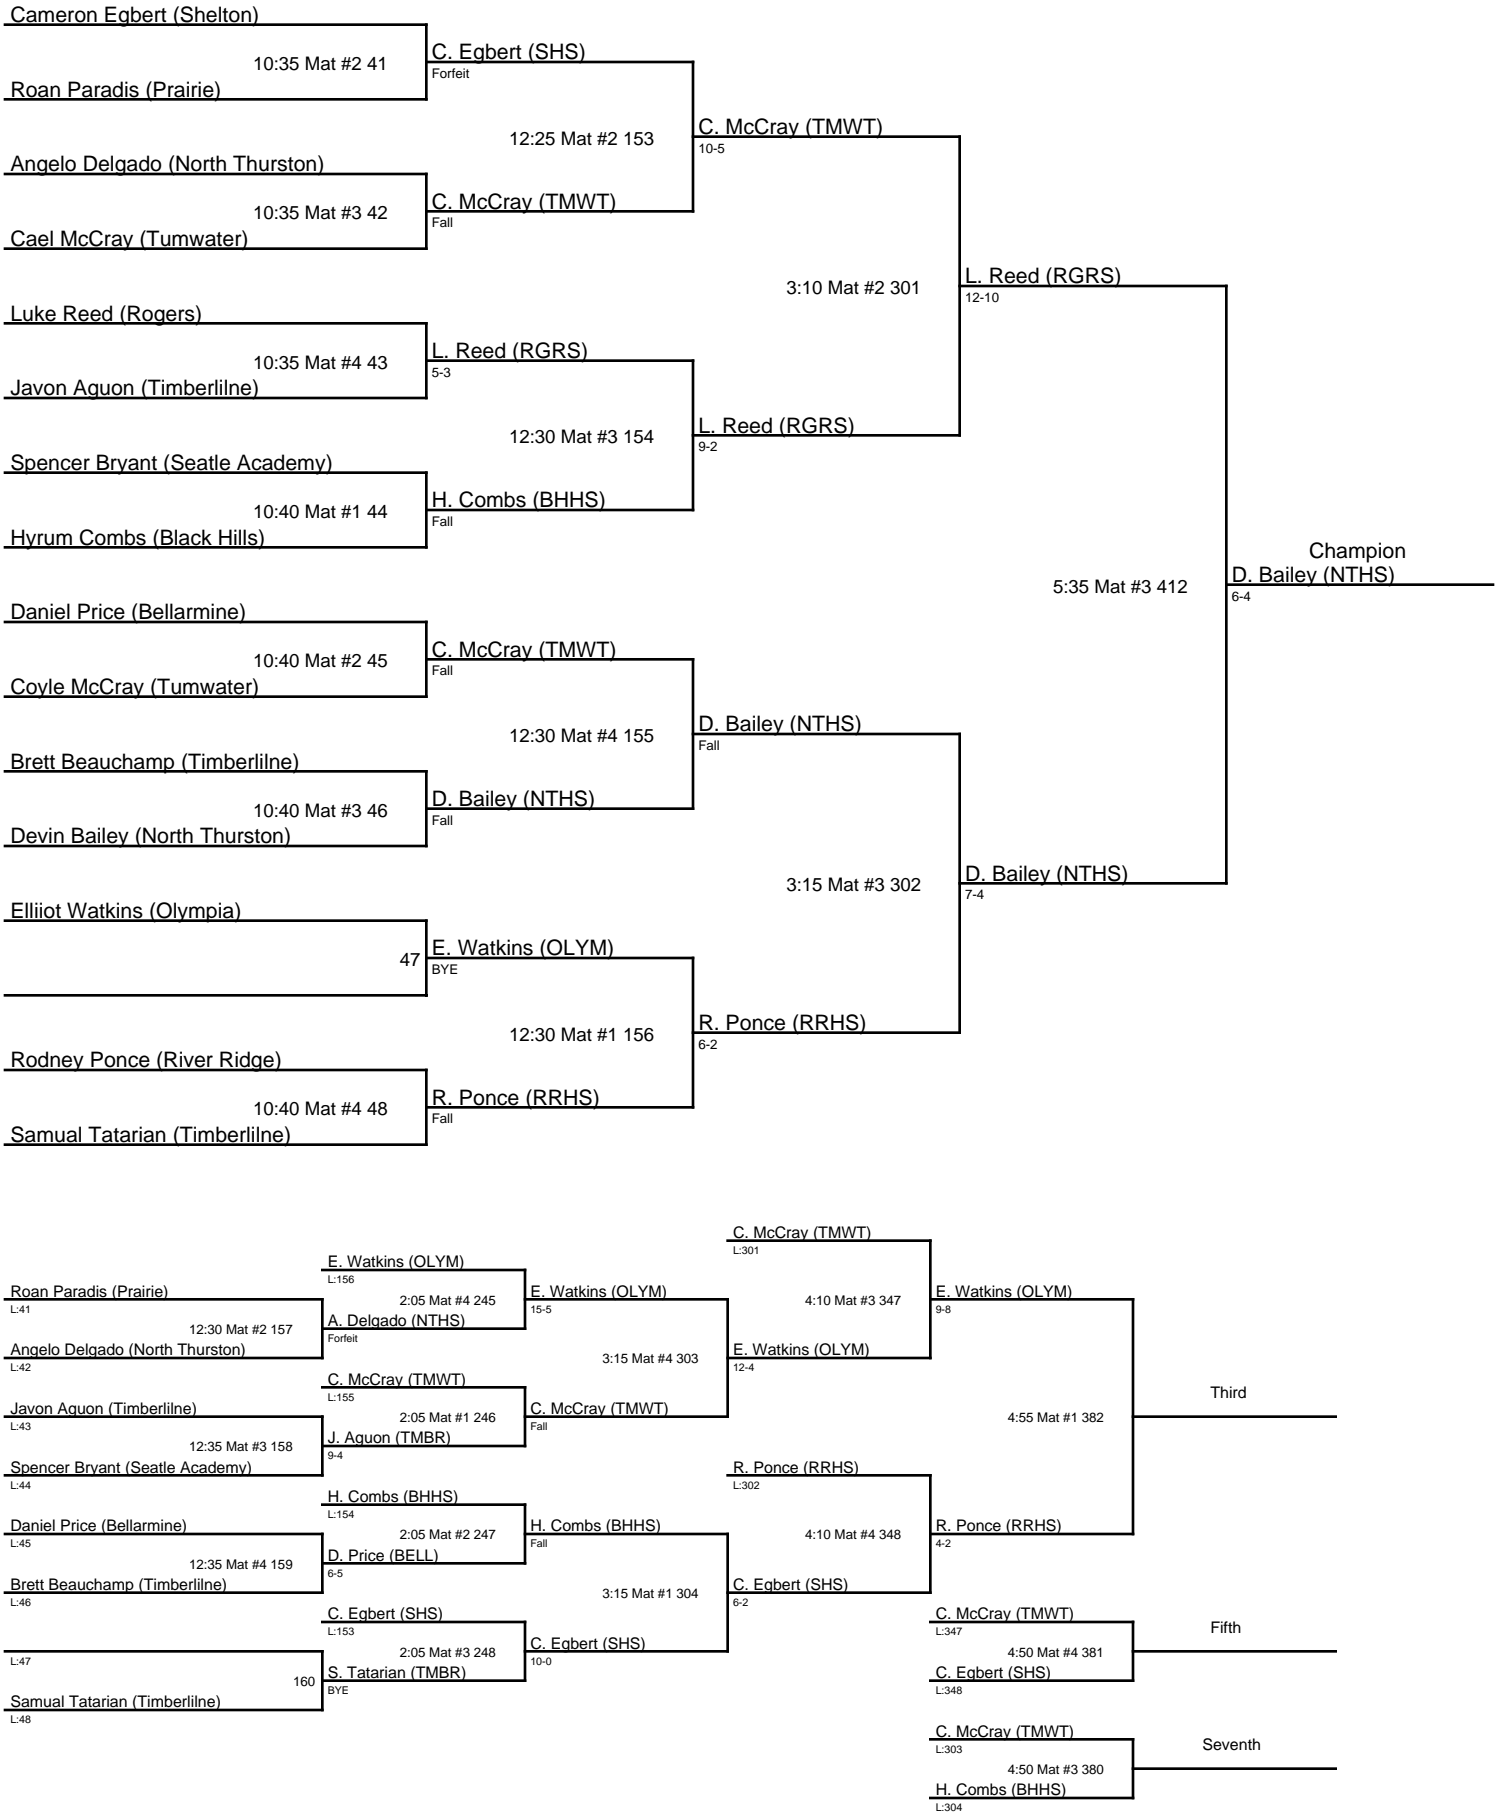 Cameron Egbert (Shelton)
C. Egbert (SHS)
10:35 Mat #2 41
Forfeit
Roan Paradis (Prairie)
C. McCray (TMWT)
12:25 Mat #2 153
10-5
Angelo Delgado (North Thurston)
C. McCray (TMWT)
10:35 Mat #3 42
Fall
Cael McCray (Tumwater)
L. Reed (RGRS)
3:10 Mat #2 301
12-10
Luke Reed (Rogers)
L. Reed (RGRS)
10:35 Mat #4 43
5-3
Javon Aguon (Timberlilne)
L. Reed (RGRS)
12:30 Mat #3 154
9-2
Spencer Bryant (Seatle Academy)
H. Combs (BHHS)
10:40 Mat #1 44
Fall
Hyrum Combs (Black Hills)
Champion
D. Bailey (NTHS)
5:35 Mat #3 412
6-4
Daniel Price (Bellarmine)
C. McCray (TMWT)
10:40 Mat #2 45
Fall
Coyle McCray (Tumwater)
D. Bailey (NTHS)
12:30 Mat #4 155
Fall
Brett Beauchamp (Timberlilne)
D. Bailey (NTHS)
10:40 Mat #3 46
Fall
Devin Bailey (North Thurston)
D. Bailey (NTHS)
3:15 Mat #3 302
7-4
Elliiot Watkins (Olympia)
E. Watkins (OLYM)
47
BYE
R. Ponce (RRHS)
12:30 Mat #1 156
6-2
Rodney Ponce (River Ridge)
R. Ponce (RRHS)
10:40 Mat #4 48
Fall
Samual Tatarian (Timberlilne)
C. McCray (TMWT)
L:301
E. Watkins (OLYM)
L:156
Roan Paradis (Prairie)
L:41
2:05 Mat #4 245
E. Watkins (OLYM)
15-5
4:10 Mat #3 347
E. Watkins (OLYM)
9-8
12:30 Mat #2 157
A. Delgado (NTHS)
Forfeit
Angelo Delgado (North Thurston)
L:42
3:15 Mat #4 303
E. Watkins (OLYM)
12-4
C. McCray (TMWT)
L:155
Third
Javon Aguon (Timberlilne)
L:43
2:05 Mat #1 246
C. McCray (TMWT)
Fall
4:55 Mat #1 382
12:35 Mat #3 158
J. Aguon (TMBR)
9-4
Spencer Bryant (Seatle Academy)
L:44
R. Ponce (RRHS)
L:302
H. Combs (BHHS)
L:154
Daniel Price (Bellarmine)
L:45
2:05 Mat #2 247
H. Combs (BHHS)
Fall
4:10 Mat #4 348
R. Ponce (RRHS)
4-2
12:35 Mat #4 159
D. Price (BELL)
6-5
Brett Beauchamp (Timberlilne)
L:46
3:15 Mat #1 304
C. Egbert (SHS)
6-2
C. Egbert (SHS)
L:153
C. McCray (TMWT)
L:347
Fifth
L:47
2:05 Mat #3 248
C. Egbert (SHS)
10-0
4:50 Mat #4 381
160
S. Tatarian (TMBR)
BYE
C. Egbert (SHS)
L:348
Samual Tatarian (Timberlilne)
L:48
C. McCray (TMWT)
L:303
Seventh
4:50 Mat #3 380
H. Combs (BHHS)
L:304